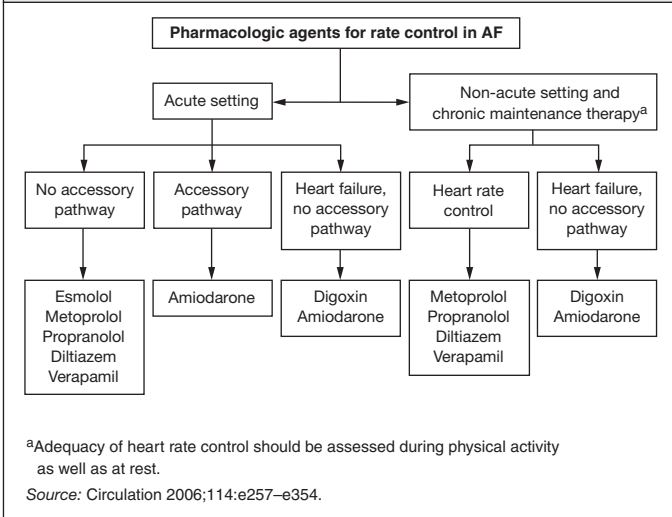 Pharmacologic agents for rate control in AF
Acute setting
Non-acute setting and
chronic maintenance therapyᵃ
No accessory
pathway
Accessory
pathway
Heart failure,
no accessory
pathway
Heart rate
control
Heart failure,
no accessory
pathway
Esmolol
Metoprolol
Propranolol
Diltiazem
Verapamil
Amiodarone
Digoxin
Amiodarone
Metoprolol
Propranolol
Diltiazem
Verapamil
Digoxin
Amiodarone
ᵃAdequacy of heart rate control should be assessed during physical activity
as well as at rest.
Source: Circulation 2006;114:e257–e354.